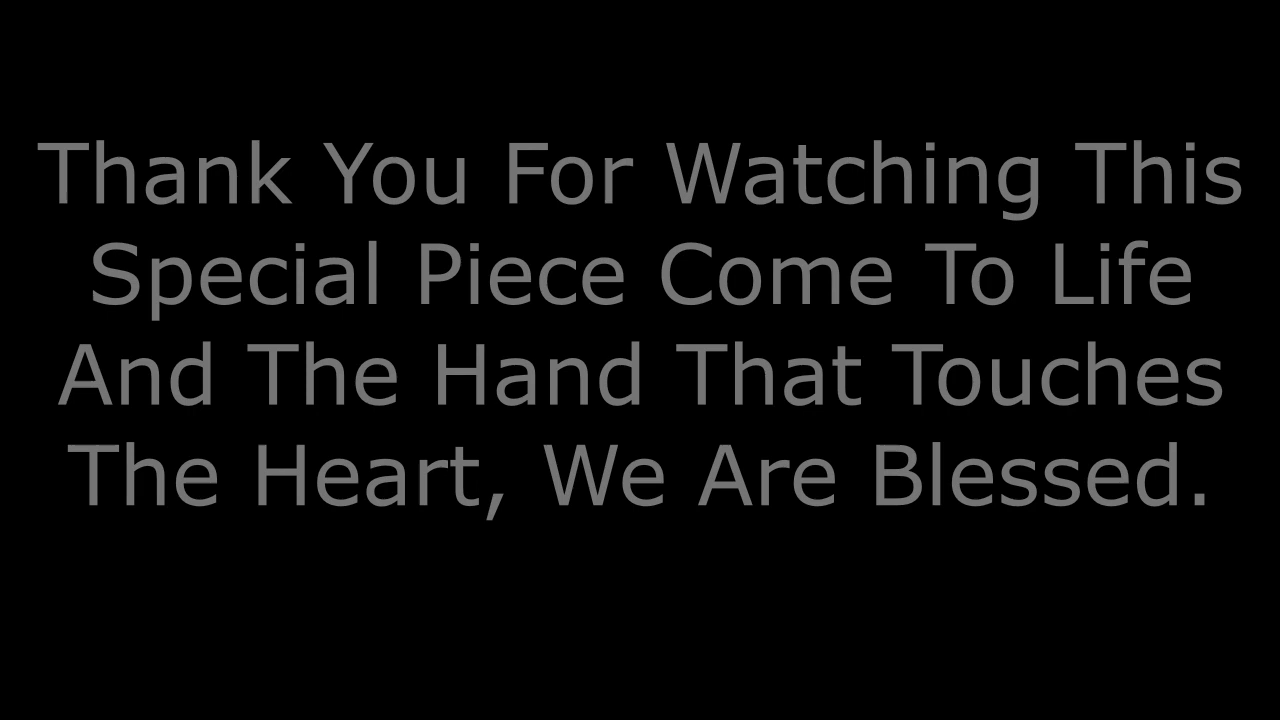 Thank You For Watching This
Special Piece Come To Life
And The Hand That Touches
The Heart, We Are Blessed.